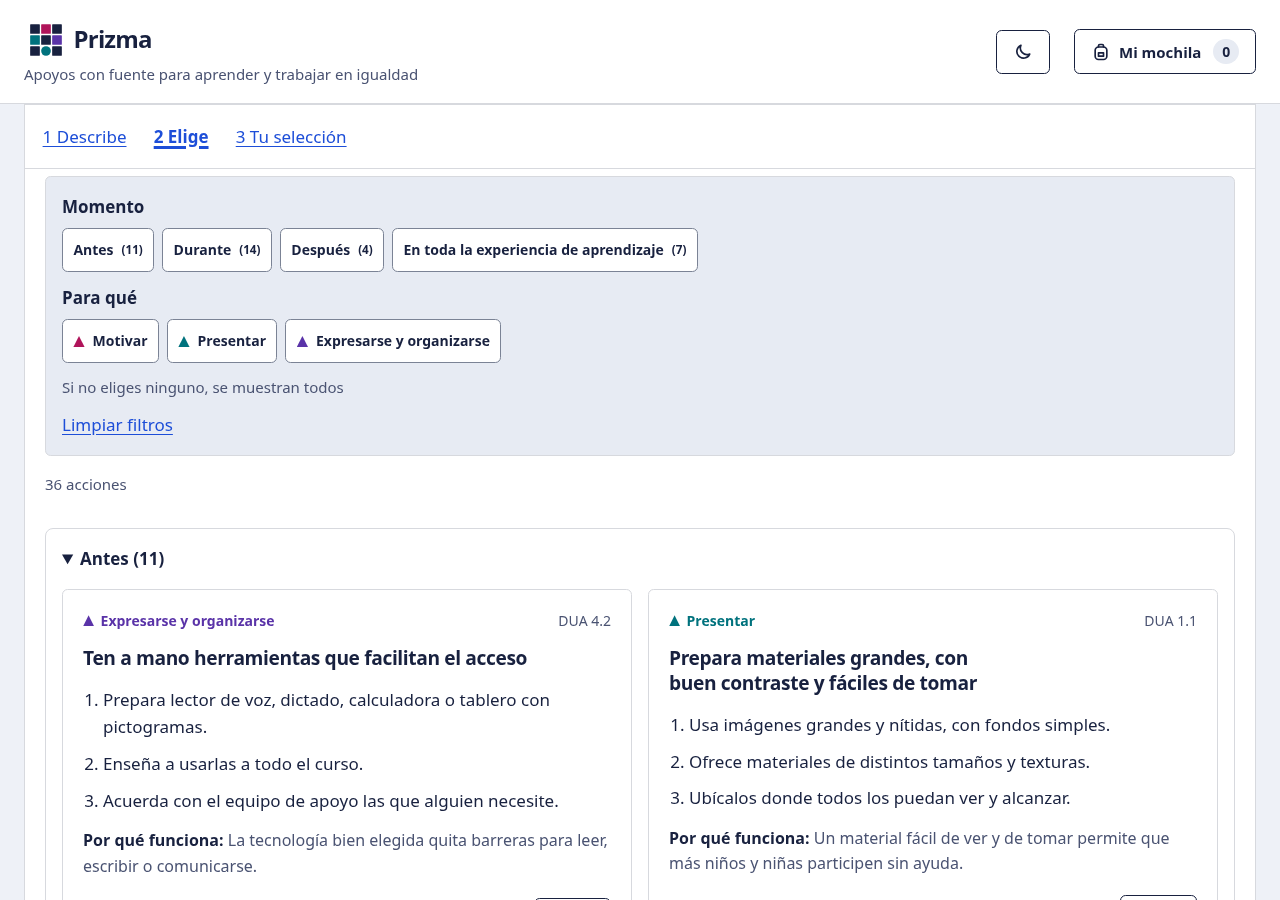 Prizma
Apoyos con fuente para aprender y trabajar en igualdad
Mi mochila 0
1 Describe 2 Elige 3 Tu selección
Momento
Antes (11) Durante (14) Después (4) En toda la experiencia de aprendizaje (7)
Para qué
Motivar Presentar Expresarse y organizarse
Si no eliges ninguno, se muestran todos
Limpiar filtros
36 acciones
Antes (11)
Expresarse y organizarse DUA 4.2
Ten a mano herramientas que facilitan el acceso
1. Prepara lector de voz, dictado, calculadora o tablero con
pictogramas.
2. Enseña a usarlas a todo el curso.
3. Acuerda con el equipo de apoyo las que alguien necesite.
Por qué funciona: La tecnología bien elegida quita barreras para leer,
escribir o comunicarse.
Presentar DUA 1.1
Prepara materiales grandes, con
buen contraste y fáciles de tomar
1. Usa imágenes grandes y nítidas, con fondos simples.
2. Ofrece materiales de distintos tamaños y texturas.
3. Ubícalos donde todos los puedan ver y alcanzar.
Por qué funciona: Un material fácil de ver y de tomar permite que
más niños y niñas participen sin ayuda.